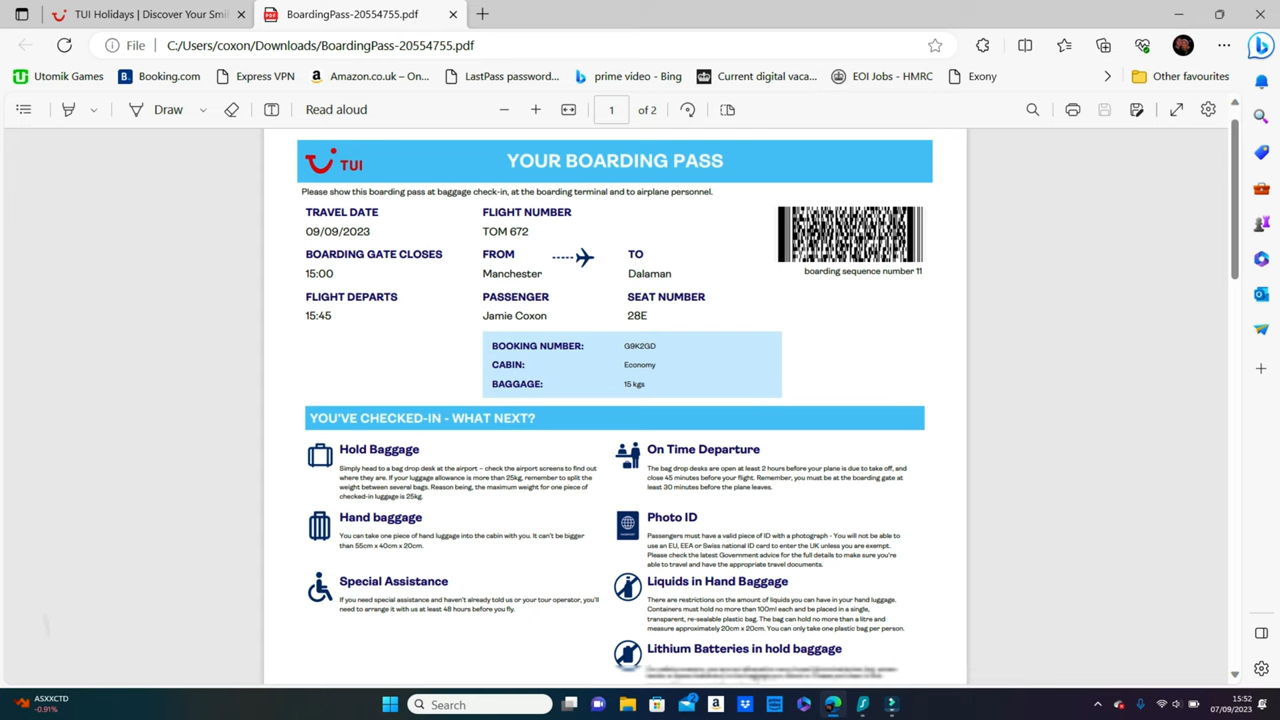 TUI Holidays | Discover Your Smi
BoardingPass-20554755.pdf
File
C:/Users/coxon/Downloads/BoardingPass-20554755.pdf
Utomik Games
Booking.com
Express VPN
Amazon.co.uk – On...
LastPass password...
prime video - Bing
Current digital vaca...
EOI Jobs - HMRC
Exony
Other favourites
Draw
Read aloud
1 of 2
TUI
YOUR BOARDING PASS
Please show this boarding pass at baggage check-in, at the boarding terminal and to airplane personnel.
TRAVEL DATE
FLIGHT NUMBER
09/09/2023
TOM 672
BOARDING GATE CLOSES
FROM
TO
15:00
Manchester
Dalaman
boarding sequence number 11
FLIGHT DEPARTS
PASSENGER
SEAT NUMBER
15:45
Jamie Coxon
28E
BOOKING NUMBER: G9K2GD
CABIN: Economy
BAGGAGE: 15 kgs
YOU'VE CHECKED-IN - WHAT NEXT?
Hold Baggage
Simply head to a bag drop desk at the airport – check the airport screens to find out
where they are. If your luggage allowance is more than 25kg, remember to split the
weight between several bags. Reason being, the maximum weight for one piece of
checked-in luggage is 25kg.
On Time Departure
The bag drop desks are open at least 2 hours before your plane is due to take off, and
close 45 minutes before your flight. Remember, you must be at the boarding gate at
least 30 minutes before the plane leaves.
Hand baggage
You can take one piece of hand luggage into the cabin with you. It can't be bigger
than 55cm x 40cm x 20cm.
Photo ID
Passengers must have a valid piece of ID with a photograph - You will not be able to
use an EU, EEA or Swiss national ID card to enter the UK unless you are exempt.
Please check the latest Government advice for the full details to make sure you're
able to travel and have the appropriate travel documents.
Special Assistance
If you need special assistance and haven't already told us or your tour operator, you'll
need to arrange it with us at least 48 hours before you fly.
Liquids in Hand Baggage
There are restrictions on the amount of liquids you can have in your hand luggage.
Containers must hold no more than 100ml each and be placed in a single,
transparent, re-sealable plastic bag. The bag can hold no more than a litre and
measure approximately 20cm x 20cm. You can only take one plastic bag per person.
Lithium Batteries in hold baggage
ASXXCTD
-0.91%
Search
15:52
07/09/2023